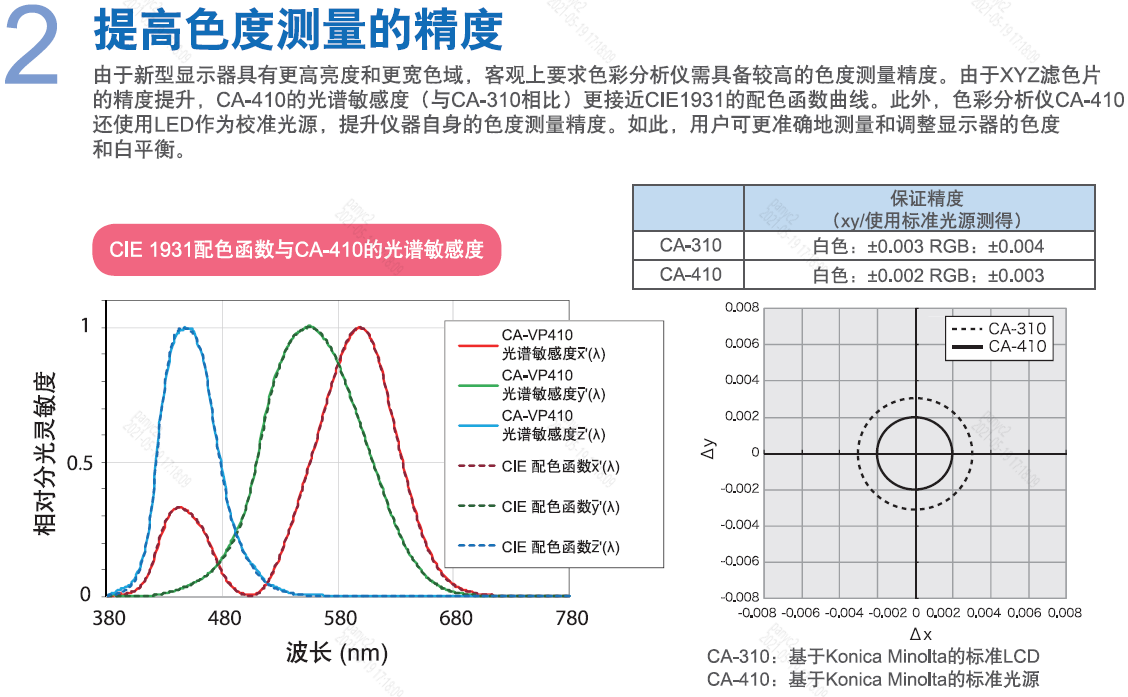 2 提高色度测量的精度
由于新型显示器具有更高亮度和更宽色域，客观上要求色彩分析仪需具备较高的色度测量精度。由于XYZ滤色片
的精度提升，CA-410的光谱敏感度（与CA-310相比）更接近CIE1931的配色函数曲线。此外，色彩分析仪CA-410
还使用LED作为校准光源，提升仪器自身的色度测量精度。如此，用户可更准确地测量和调整显示器的色度
和白平衡。
CIE 1931配色函数与CA-410的光谱敏感度
相对分光灵敏度
1
0.5
0
380 480 580 680 780
波长 (nm)
CA-VP410
光谱敏感度x̄'(λ)
CA-VP410
光谱敏感度ȳ'(λ)
CA-VP410
光谱敏感度z̄'(λ)
CIE 配色函数x̄'(λ)
CIE 配色函数ȳ'(λ)
CIE 配色函数z̄'(λ)
保证精度
（xy/使用标准光源测得）
CA-310 白色：±0.003 RGB：±0.004
CA-410 白色：±0.002 RGB：±0.003
CA-310
CA-410
0.008
0.006
0.004
0.002
0
-0.002
-0.004
-0.006
-0.008
Δy
-0.008 -0.006 -0.004 -0.002 0 0.002 0.004 0.006 0.008
Δx
CA-310：基于Konica Minolta的标准LCD
CA-410：基于Konica Minolta的标准光源